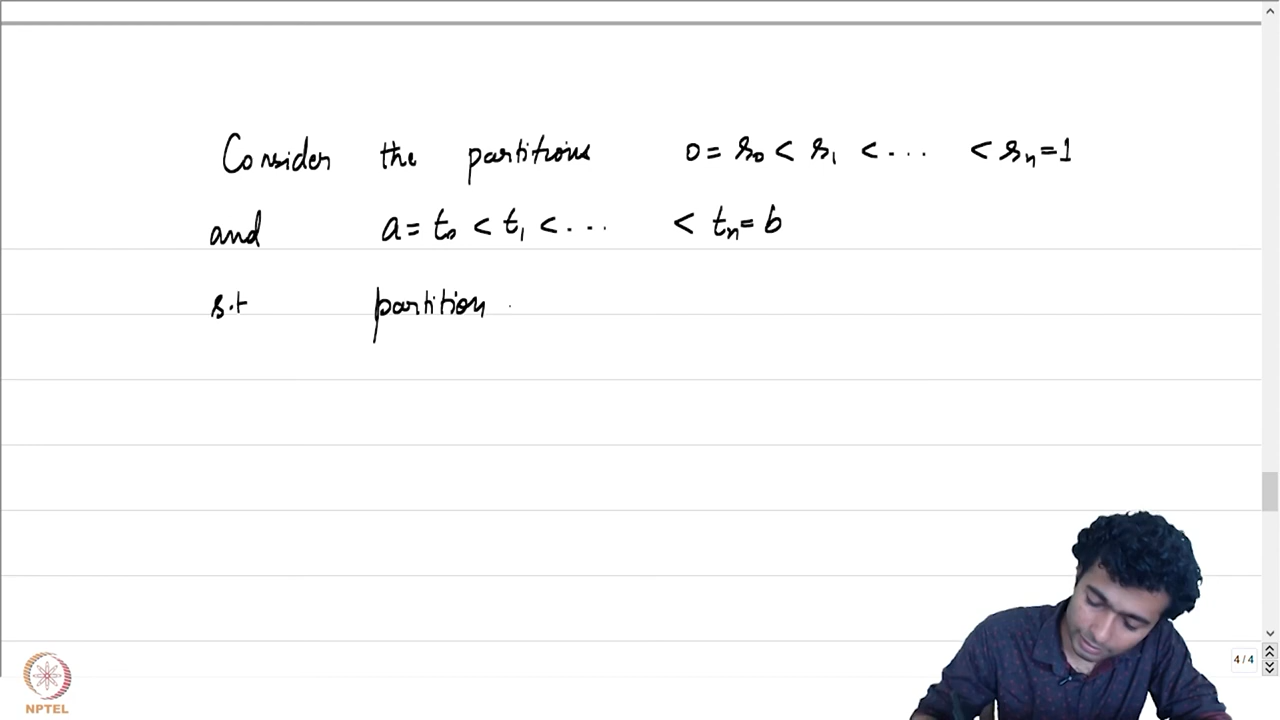 Consider the partitions 0 = s₀ < s₁ < ... < sₙ = 1
and a = t₀ < t₁ < ... < tₙ = b
s.t partition
4 / 4
NPTEL